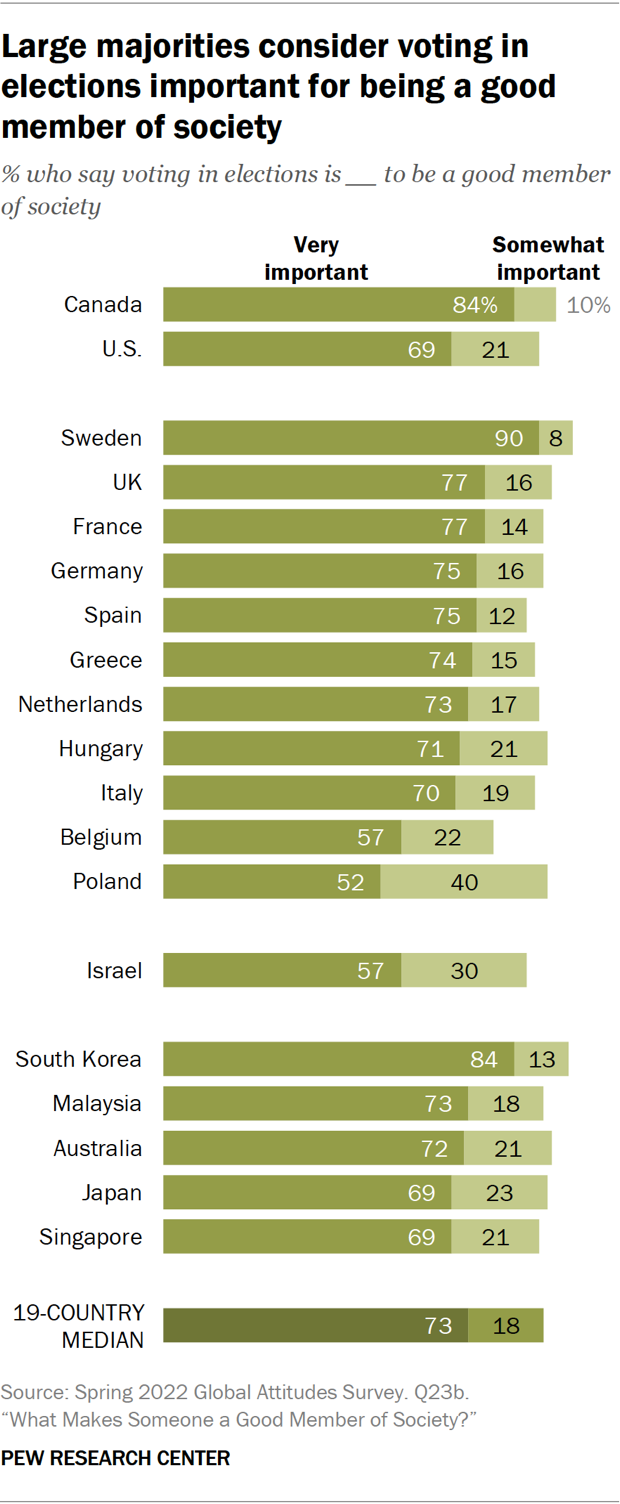 Large majorities consider voting in
elections important for being a good
member of society
% who say voting in elections is __ to be a good member
of society
Very
important
Somewhat
important
Canada 84% 10%
U.S. 69 21
Sweden 90 8
UK 77 16
France 77 14
Germany 75 16
Spain 75 12
Greece 74 15
Netherlands 73 17
Hungary 71 21
Italy 70 19
Belgium 57 22
Poland 52 40
Israel 57 30
South Korea 84 13
Malaysia 73 18
Australia 72 21
Japan 69 23
Singapore 69 21
19-COUNTRY
MEDIAN 73 18
Source: Spring 2022 Global Attitudes Survey. Q23b.
“What Makes Someone a Good Member of Society?”
PEW RESEARCH CENTER